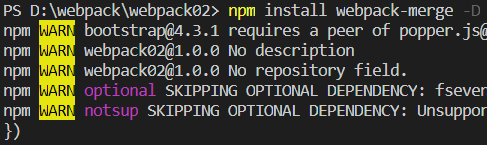 PS D:\webpack\webpack02> npm install webpack-merge -D
npm WARN bootstrap@4.3.1 requires a peer of popper.js@
npm WARN webpack02@1.0.0 No description
npm WARN webpack02@1.0.0 No repository field.
npm WARN optional SKIPPING OPTIONAL DEPENDENCY: fseven
npm WARN notsup SKIPPING OPTIONAL DEPENDENCY: Unsuppor
})